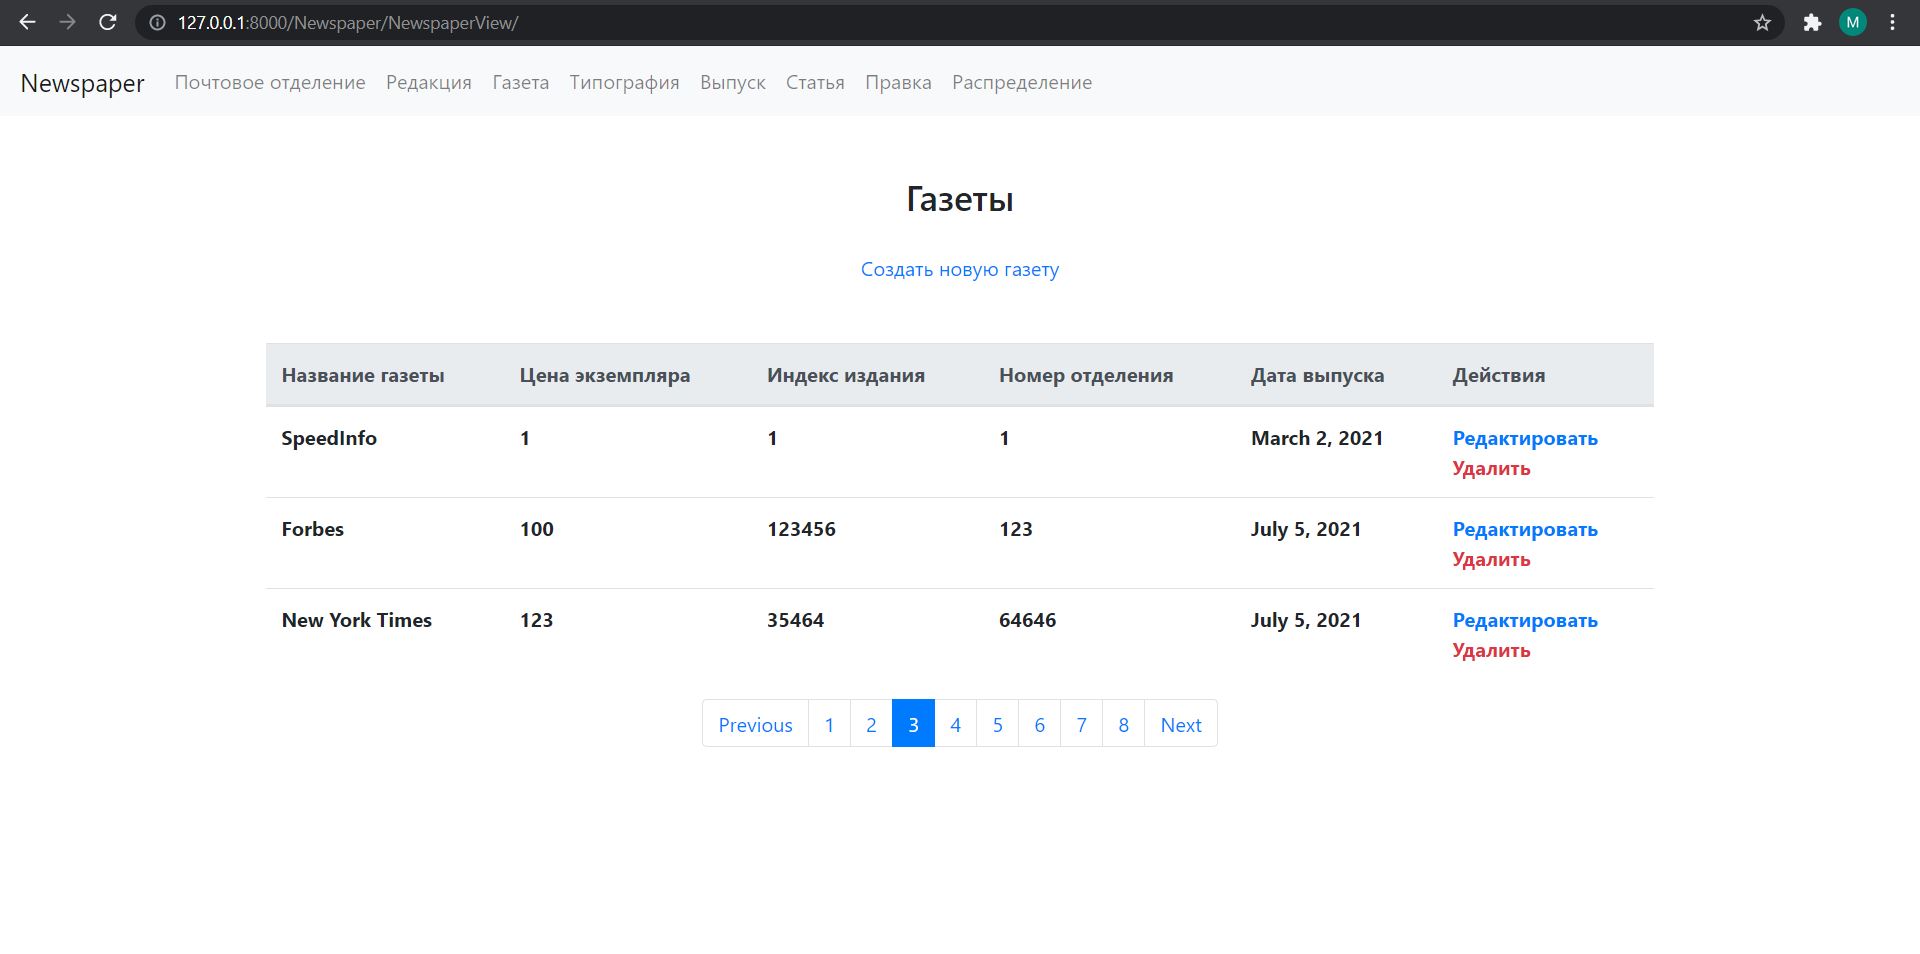 127.0.0.1:8000/Newspaper/NewspaperView/
M
Newspaper Почтовое отделение Редакция Газета Типография Выпуск Статья Правка Распределение
Газеты
Создать новую газету
Название газеты Цена экземпляра Индекс издания Номер отделения Дата выпуска Действия
SpeedInfo 1 1 1 March 2, 2021 Редактировать
Удалить
Forbes 100 123456 123 July 5, 2021 Редактировать
Удалить
New York Times 123 35464 64646 July 5, 2021 Редактировать
Удалить
Previous 1 2 3 4 5 6 7 8 Next